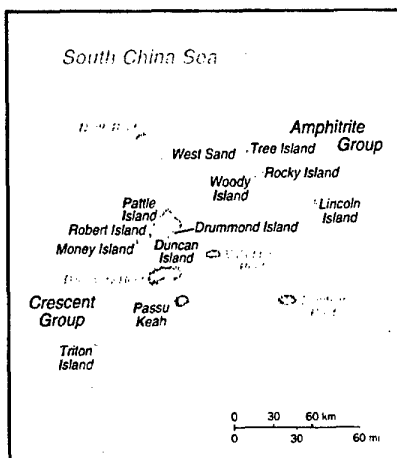 South China Sea
Amphitrite
Group
West Sand
Tree Island
Rocky Island
Woody
Island
Lincoln
Island
Pattle
Island
Robert Island
Drummond Island
Money Island
Duncan
Island
Crescent
Group
Passu
Keah
Triton
Island
0 30 60 km
0 30 60 mi